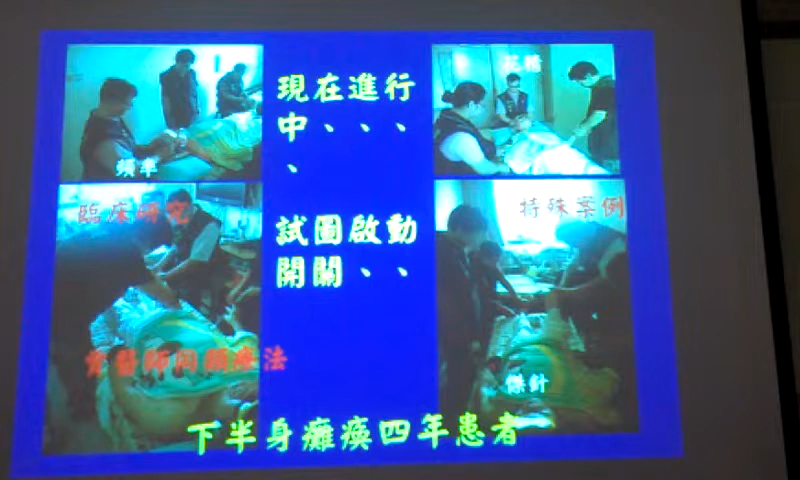 現在進行
中、、、
、
頻率
臨床研究
特殊案例
試圖啟動
開關、、
下半身癱瘓四年患者